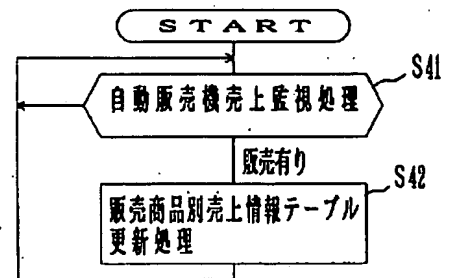 START
S41
自動販売機売上監視処理
販売有り
S42
販売商品別売上情報テーブル
更新処理